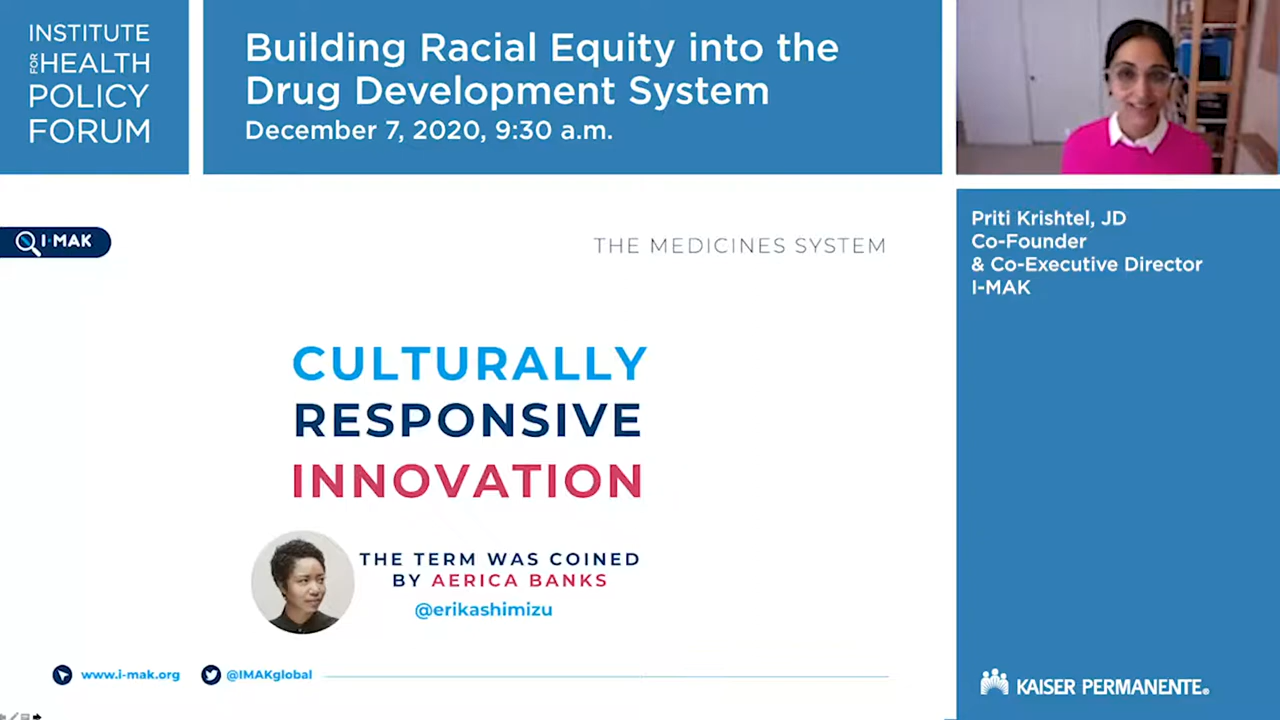 INSTITUTE
FOR HEALTH
POLICY
FORUM
Building Racial Equity into the
Drug Development System
December 7, 2020, 9:30 a.m.
Priti Krishtel, JD
Co-Founder
& Co-Executive Director
I-MAK
I-MAK
THE MEDICINES SYSTEM
CULTURALLY
RESPONSIVE
INNOVATION
THE TERM WAS COINED
BY AERICA BANKS
@erikashimizu
www.i-mak.org
@IMAKglobal
KAISER PERMANENTE®